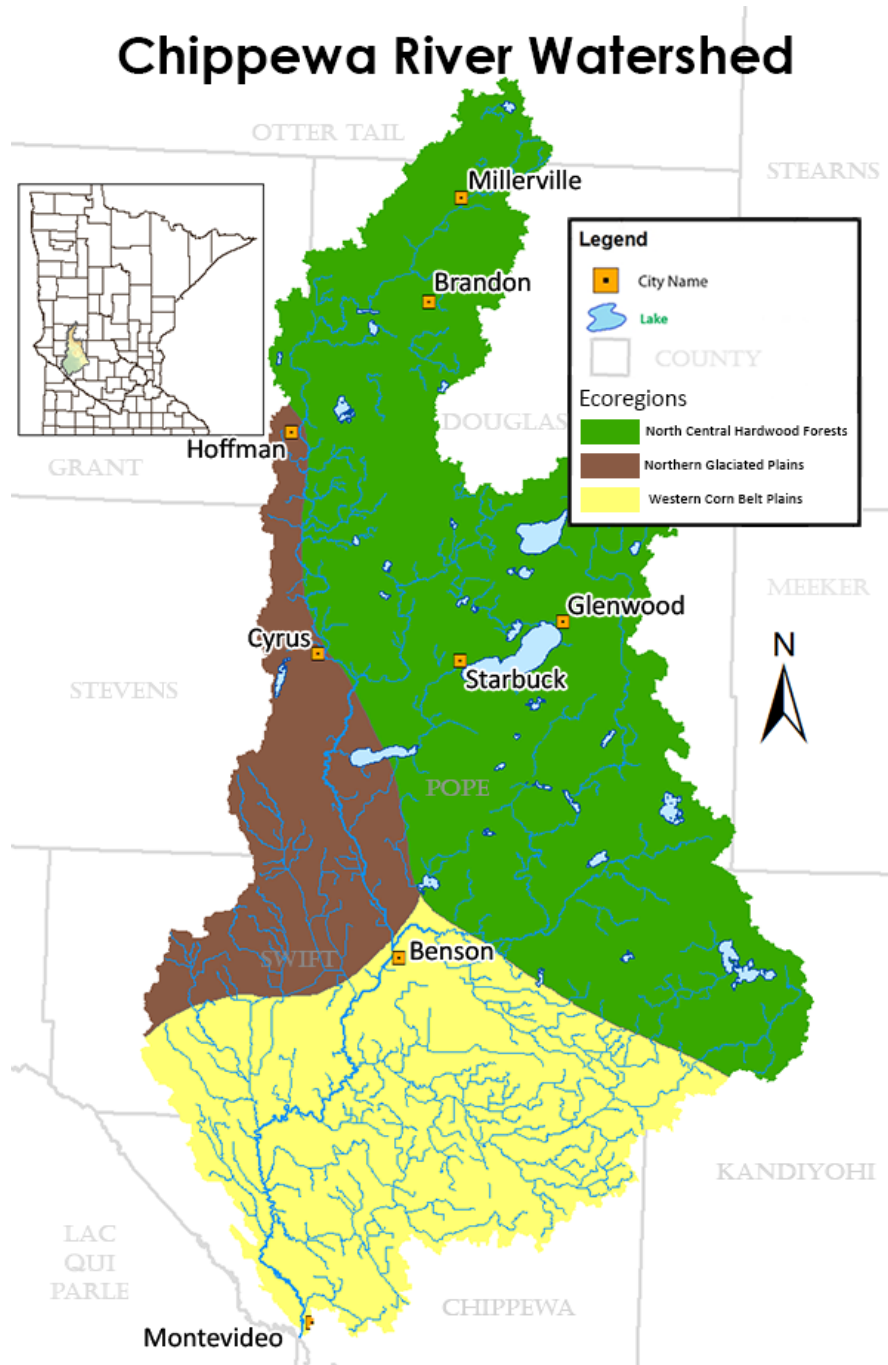 Chippewa River Watershed
OTTER TAIL
STEARNS
Millerville
Legend
City Name
Lake
COUNTY
Ecoregions
North Central Hardwood Forests
Northern Glaciated Plains
Western Corn Belt Plains
Brandon
DOUGLAS
Hoffman
GRANT
MEEKER
Glenwood
N
Cyrus
Starbuck
STEVENS
POPE
Benson
SWIFT
KANDIYOHI
LAC
QUI
PARLE
CHIPPEWA
Montevideo